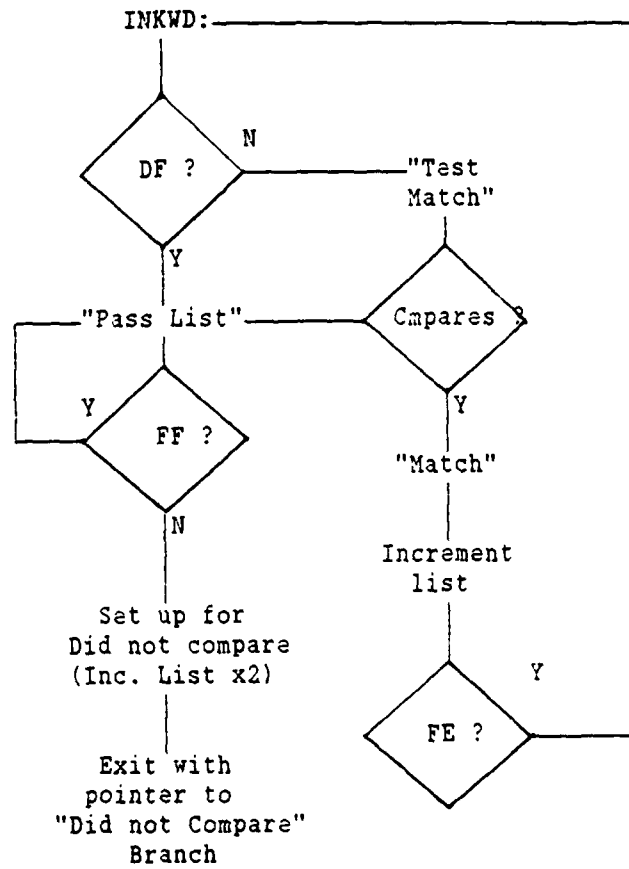 INKWD:
DF ?
N
Y
"Test
Match"
"Pass List"
Cmpares ?
Y
FF ?
N
Y
"Match"
Increment
list
Set up for
Did not compare
(Inc. List x2)
Y
FE ?
Exit with
pointer to
"Did not Compare"
Branch